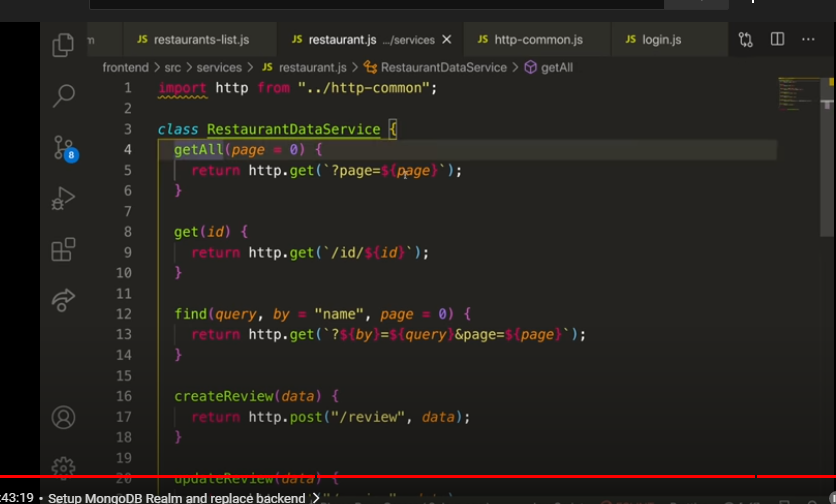 m JS restaurants-list.js JS restaurant.js .../services JS http-common.js JS login.js
frontend > src > services > JS restaurant.js > RestaurantDataService > getAll
1 import http from "../http-common";
2
3 class RestaurantDataService {
4 getAll(page = 0) {
5 return http.get(`?page=${page}`);
6 }
7
8 get(id) {
9 return http.get(`/id/${id}`);
10 }
11
12 find(query, by = "name", page = 0) {
13 return http.get(`?${by}=${query}&page=${page}`);
14 }
15
16 createReview(data) {
17 return http.post("/review", data);
18 }
19
20 updateReview(data) {
8
:43:19 • Setup MongoDB Realm and replace backend >